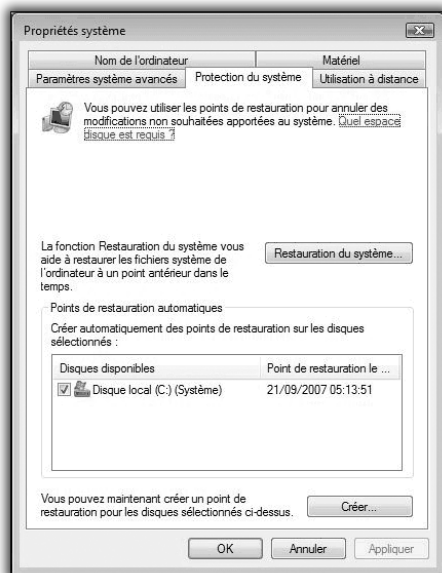 Propriétés système
Nom de l'ordinateur
Matériel
Paramètres système avancés
Protection du système
Utilisation à distance
Vous pouvez utiliser les points de restauration pour annuler des
modifications non souhaitées apportées au système. Quel espace
disque est requis ?
La fonction Restauration du système vous
aide à restaurer les fichiers système de
l'ordinateur à un point antérieur dans le
temps.
Restauration du système...
Points de restauration automatiques
Créer automatiquement des points de restauration sur les disques
sélectionnés :
Disques disponibles
Point de restauration le ...
Disque local (C:) (Système)
21/09/2007 05:13:51
Vous pouvez maintenant créer un point de
restauration pour les disques sélectionnés ci-dessus.
Créer...
OK
Annuler
Appliquer